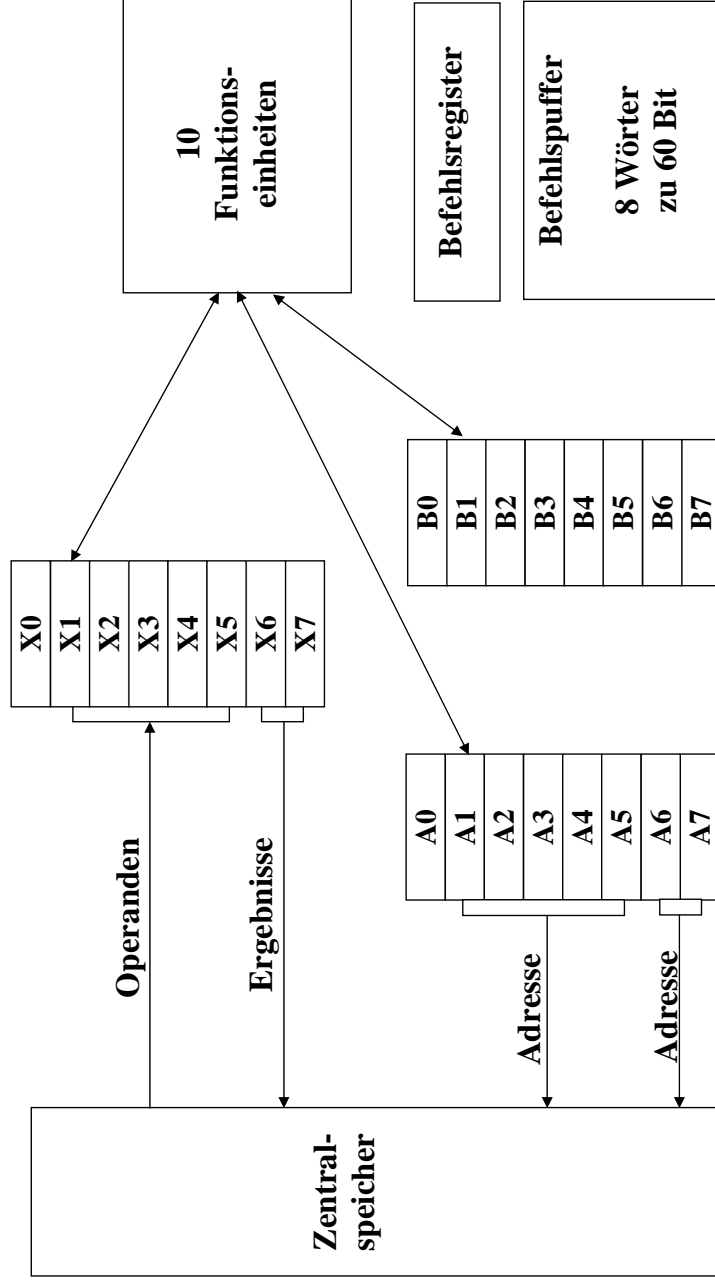 Zentral-
speicher
Operanden
Ergebnisse
Adresse
Adresse
X0
X1
X2
X3
X4
X5
X6
X7
A0
A1
A2
A3
A4
A5
A6
A7
B0
B1
B2
B3
B4
B5
B6
B7
10
Funktions-
einheiten
Befehlsregister
Befehlspuffer
8 Wörter
zu 60 Bit